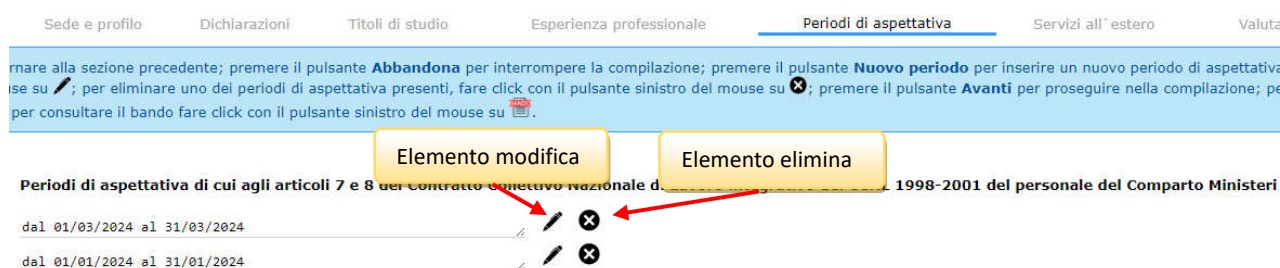 Sede e profilo Dichiarazioni Titoli di studio Esperienza professionale Periodi di aspettativa Servizi all`estero Valuta
rnare alla sezione precedente; premere il pulsante Abbandona per interrompere la compilazione; premere il pulsante Nuovo periodo per inserire un nuovo periodo di aspettativa
use su ; per eliminare uno dei periodi di aspettativa presenti, fare click con il pulsante sinistro del mouse su ; premere il pulsante Avanti per proseguire nella compilazione; pe
per consultare il bando fare click con il pulsante sinistro del mouse su .
Elemento modifica Elemento elimina
Periodi di aspettativa di cui agli articoli 7 e 8 del Contratto Collettivo Nazionale 1998-2001 del personale del Comparto Ministeri
dal 01/03/2024 al 31/03/2024
dal 01/01/2024 al 31/01/2024